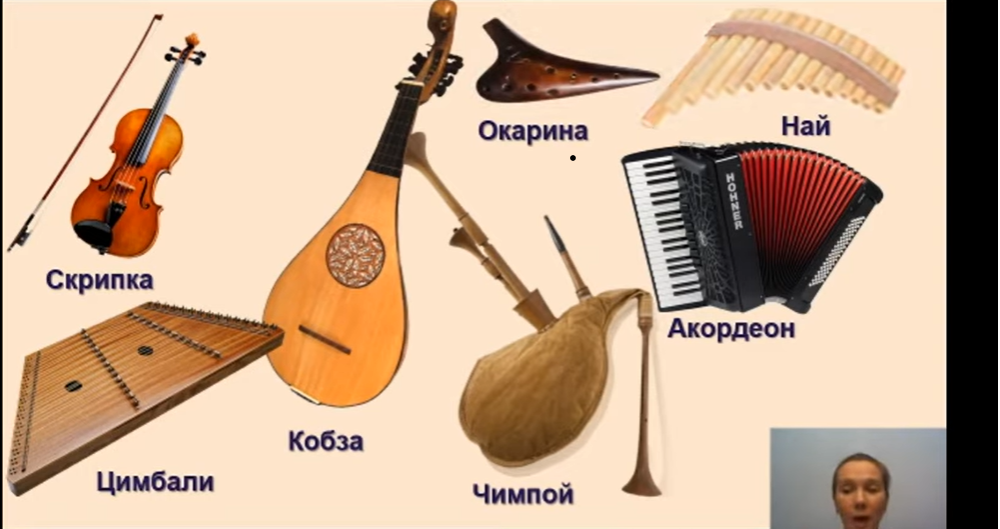 Окарина
Най
HOHNER
Скрипка
Акордеон
Кобза
Цимбали
Чимпой